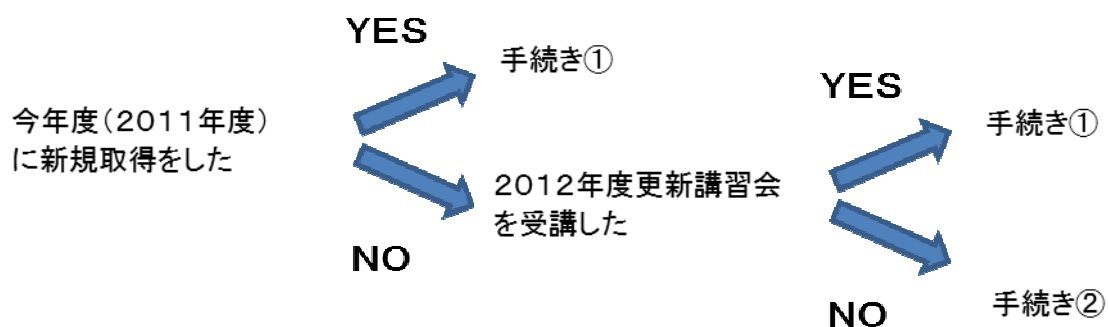 YES
手続き①
今年度（２０１１年度）
に新規取得をした
NO
２０１２年度更新講習会
を受講した
YES
手続き①
NO
手続き②